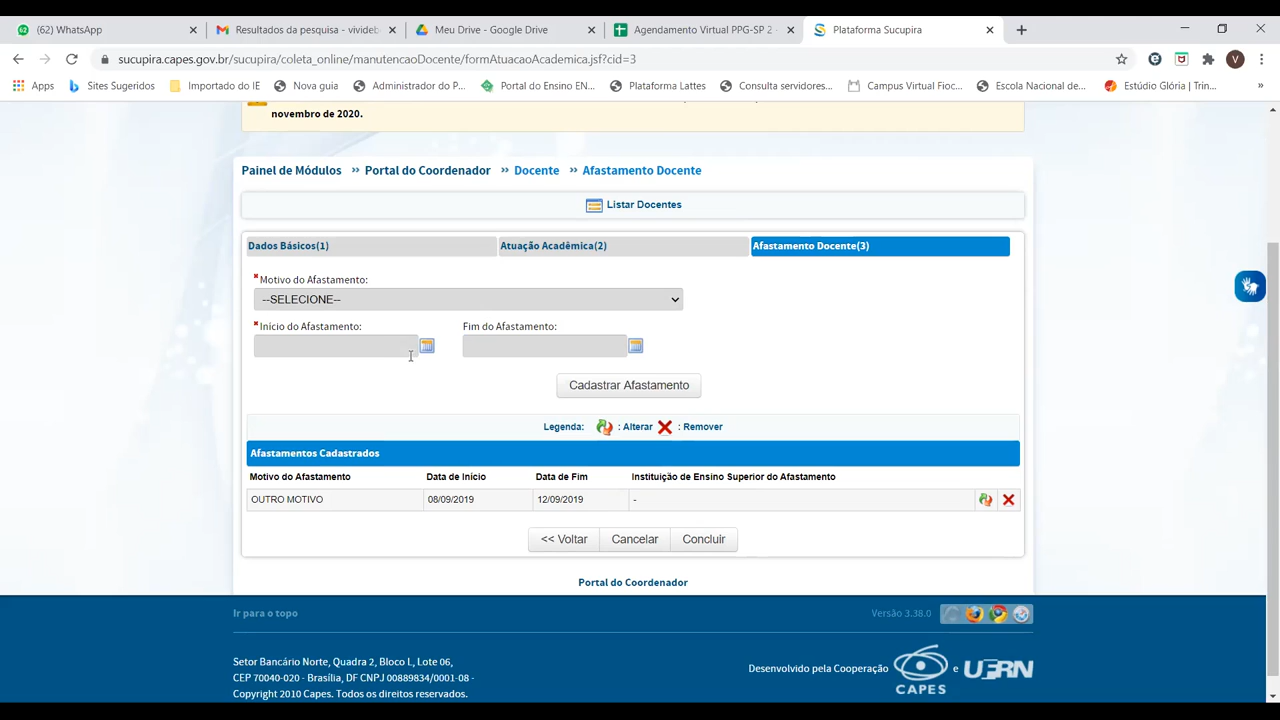 (62) WhatsApp
Resultados da pesquisa - vivideb
Meu Drive - Google Drive
Agendamento Virtual PPG-SP 2
Plataforma Sucupira
sucupira.capes.gov.br/sucupira/coleta_online/manutencaoDocente/formAtuacaoAcademica.jsf?cid=3
V
Apps
Sites Sugeridos
Importado do IE
Nova guia
Administrador do P...
Portal do Ensino EN...
Plataforma Lattes
Consulta servidores...
Campus Virtual Fioc...
Escola Nacional de...
Estúdio Glória | Trin...
»
novembro de 2020.
Painel de Módulos » Portal do Coordenador » Docente » Afastamento Docente
Listar Docentes
Dados Básicos(1)
Atuação Acadêmica(2)
Afastamento Docente(3)
Motivo do Afastamento:
--SELECIONE--
Inicio do Afastamento:
Fim do Afastamento:
Cadastrar Afastamento
Legenda: : Alterar : Remover
Afastamentos Cadastrados
Motivo do Afastamento Data de Início Data de Fim Instituição de Ensino Superior do Afastamento
OUTRO MOTIVO 08/09/2019 12/09/2019 -
<< Voltar Cancelar Concluir
Portal do Coordenador
Ir para o topo
Versão 3.38.0
Setor Bancário Norte, Quadra 2, Bloco L, Lote 06,
CEP 70040-020 - Brasília, DF CNPJ 00889834/0001-08 -
Copyright 2010 Capes. Todos os direitos reservados.
Desenvolvido pela Cooperação
CAPES
e
UFRN